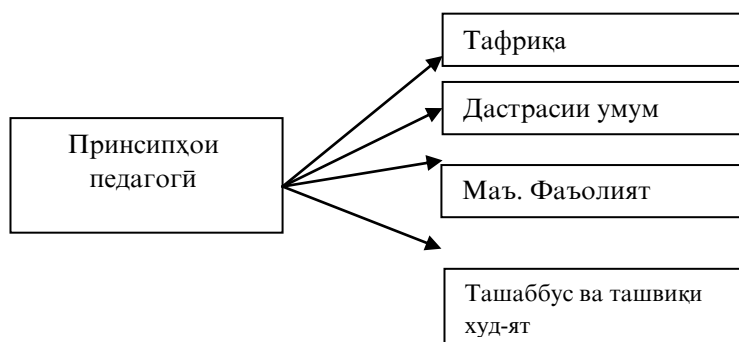 Тафриқа
Дастрасии умум
Принсипҳои
педагогӣ
Маъ. Фаъолият
Ташаббус ва ташвиқи
худ-ят